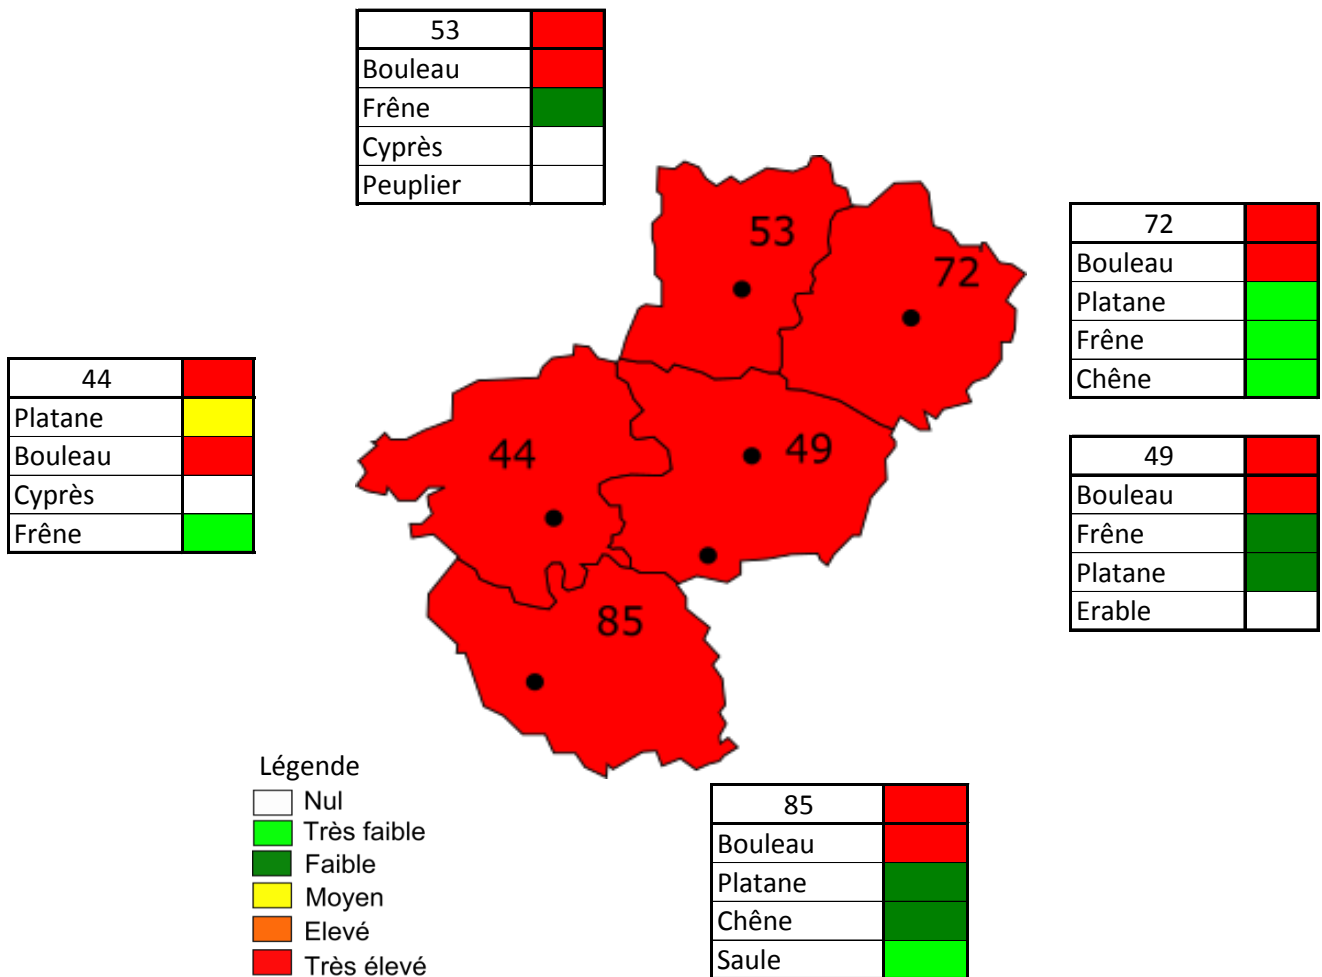 53
Bouleau
Frêne
Cyprès
Peuplier
53
72
72
Bouleau
Platane
Frêne
Chêne
44
Platane
Bouleau
Cyprès
Frêne
44
49
49
Bouleau
Frêne
Platane
Erable
85
Légende
Nul
Très faible
Faible
Moyen
Elevé
Très élevé
85
Bouleau
Platane
Chêne
Saule